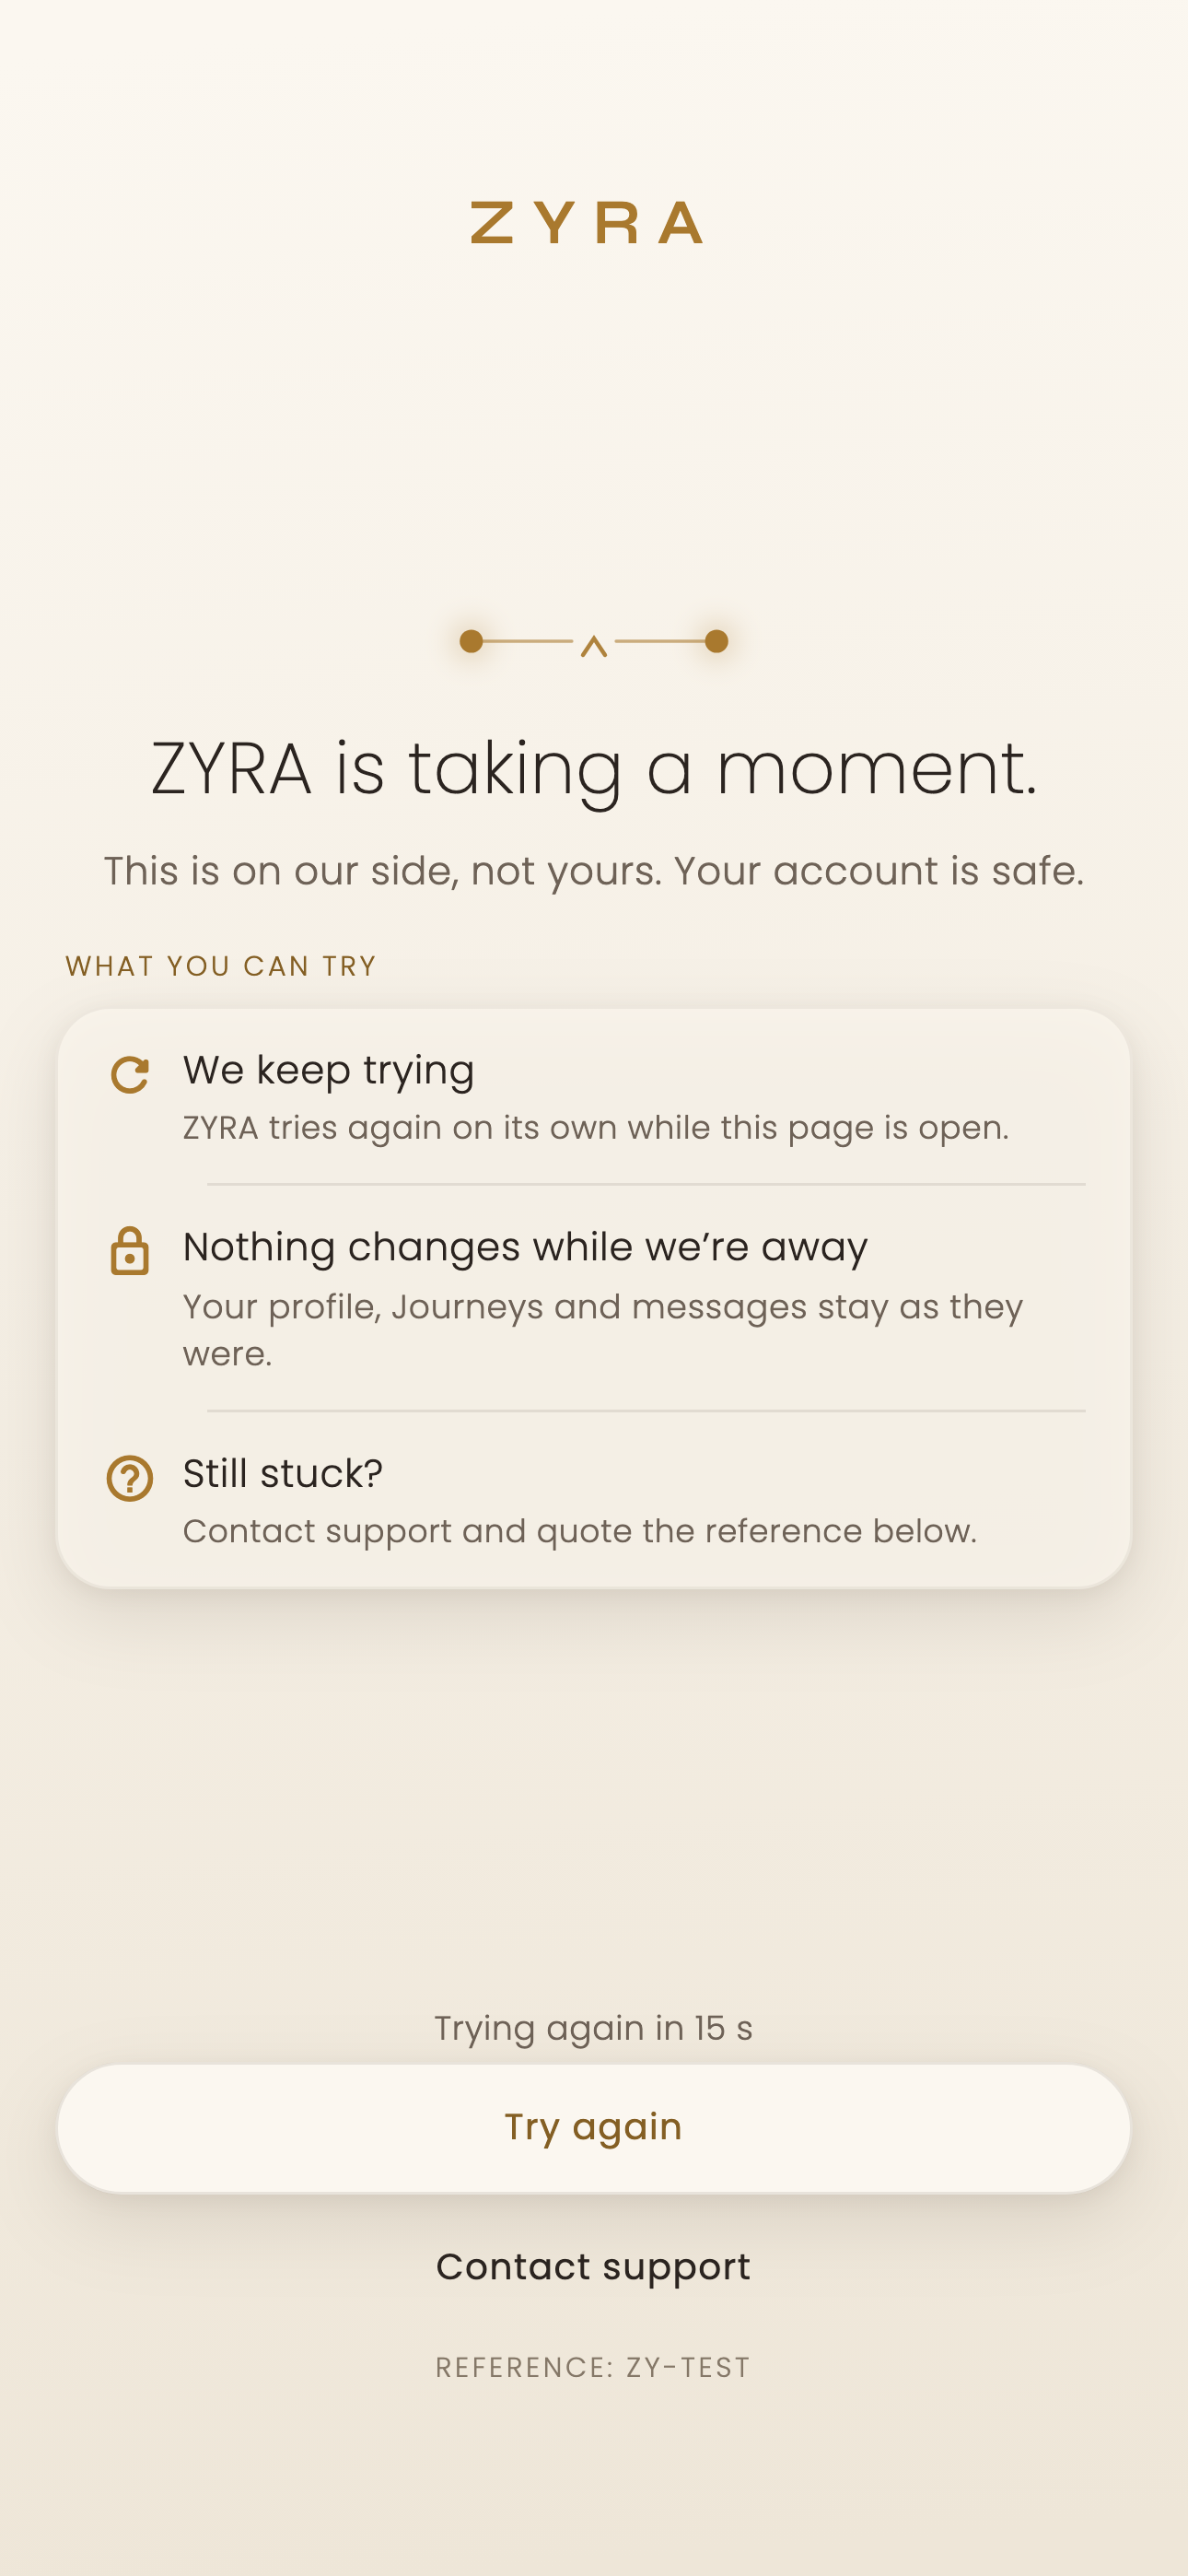 ZYRA
ZYRA is taking a moment.
This is on our side, not yours. Your account is safe.
WHAT YOU CAN TRY
We keep trying
ZYRA tries again on its own while this page is open.
Nothing changes while we’re away
Your profile, Journeys and messages stay as they
were.
Still stuck?
Contact support and quote the reference below.
Trying again in 15 s
Try again
Contact support
REFERENCE: ZY-TEST